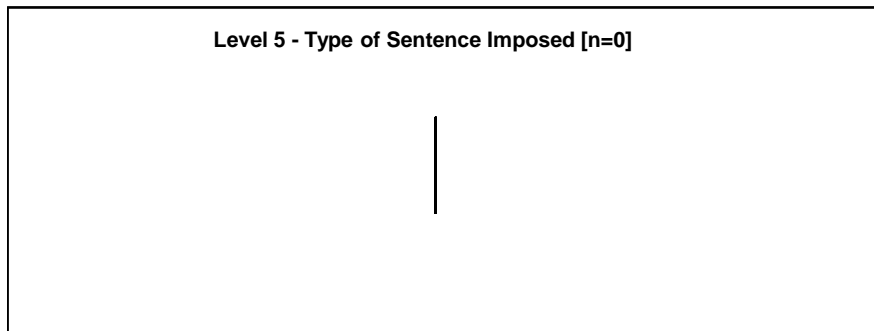 Level 5 - Type of Sentence Imposed [n=0]